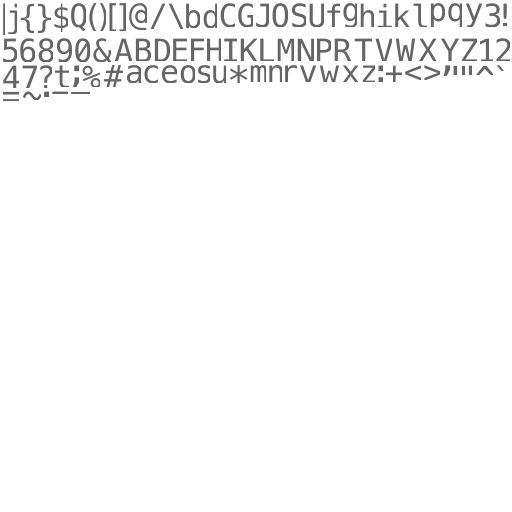 |j{}$Q()[]@/\bdCGJOSUfghiklpqy3!
56890&ABDEFHIKLMNPRTVWXYZ12
47?t;%#aceosu*mnrvwxz:+<>"^`
=~._-